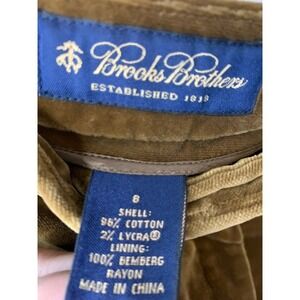 Brooks Brothers
ESTABLISHED 1818
8
SHELL:
98% COTTON
2% LYCRA®
LINING:
100% BEMBERG
RAYON
MADE IN CHINA